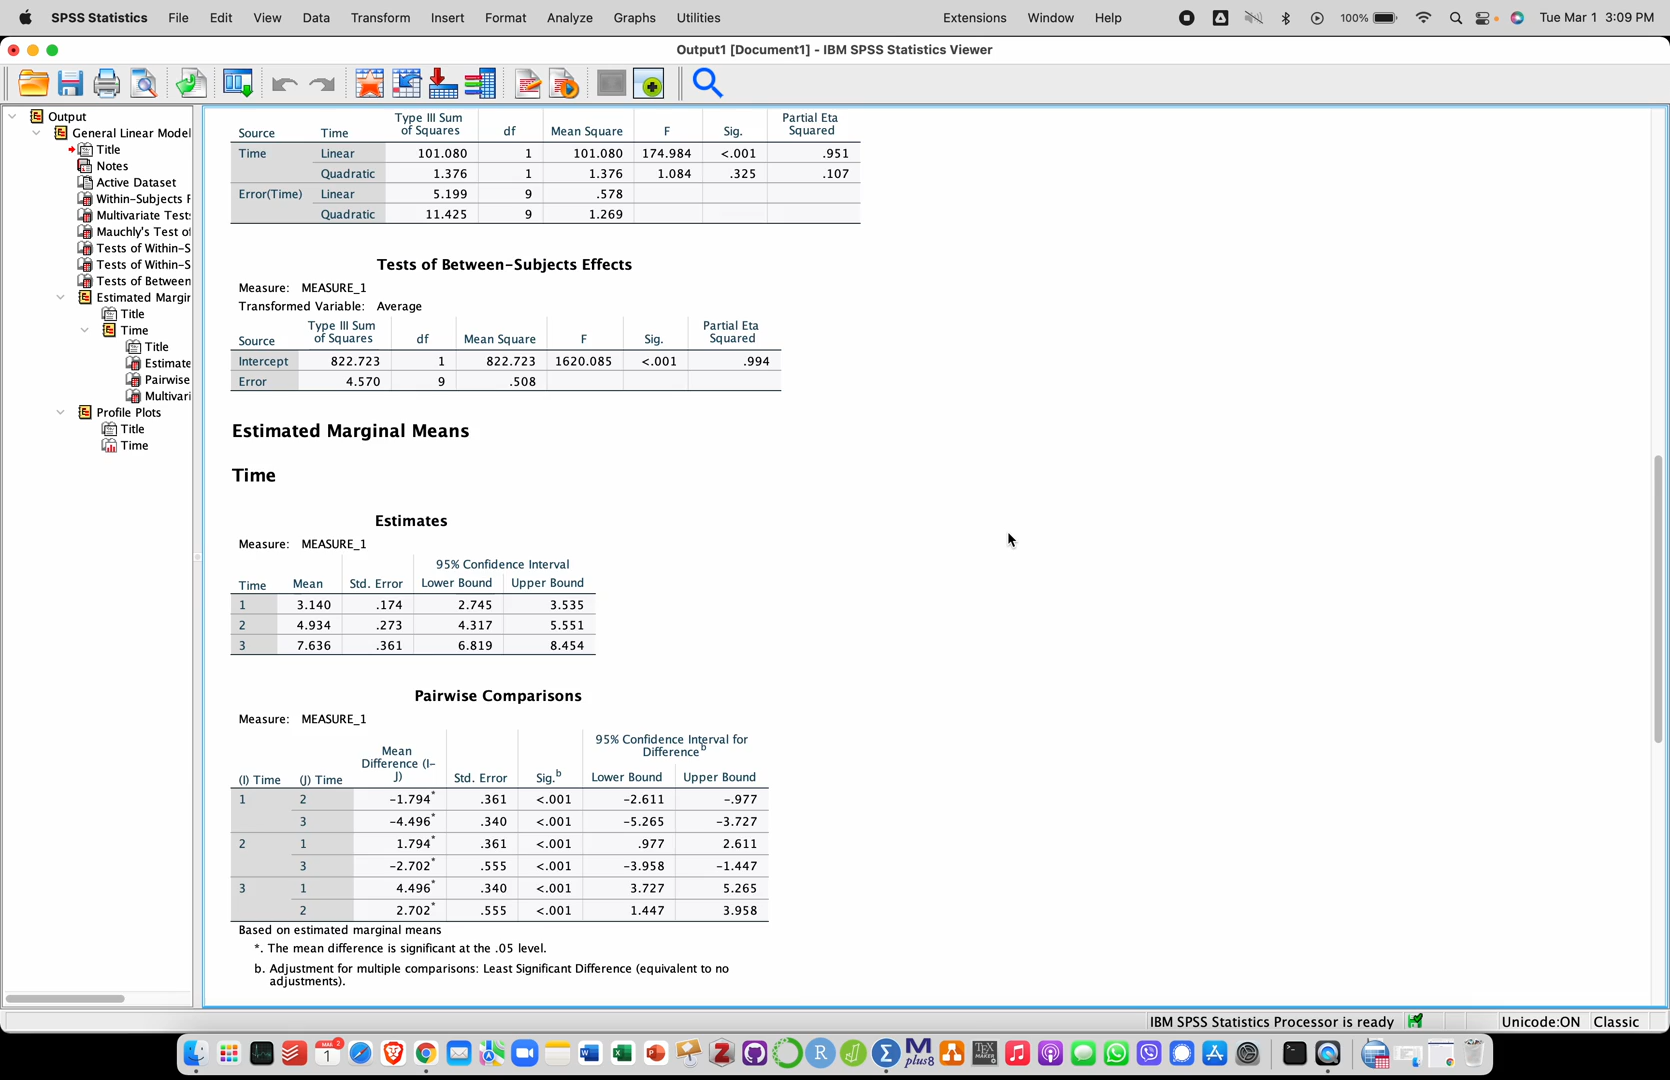 SPSS Statistics File Edit View Data Transform Insert Format Analyze Graphs Utilities Extensions Window Help 100% Tue Mar 1 3:09 PM
Output1 [Document1] - IBM SPSS Statistics Viewer
Output
General Linear Model
Title
Notes
Active Dataset
Within-Subjects F
Multivariate Tests
Mauchly's Test of
Tests of Within-S
Tests of Within-S
Tests of Between
Estimated Margin
Title
Time
Title
Estimate
Pairwise
Multivari
Profile Plots
Title
Time
Source Time Type III Sum of Squares df Mean Square F Sig. Partial Eta Squared
Time Linear 101.080 1 101.080 174.984 <.001 .951
Quadratic 1.376 1 1.376 1.084 .325 .107
Error(Time) Linear 5.199 9 .578
Quadratic 11.425 9 1.269
Tests of Between-Subjects Effects
Measure: MEASURE_1
Transformed Variable: Average
Source Type III Sum of Squares df Mean Square F Sig. Partial Eta Squared
Intercept 822.723 1 822.723 1620.085 <.001 .994
Error 4.570 9 .508
Estimated Marginal Means
Time
Estimates
Measure: MEASURE_1
95% Confidence Interval
Time Mean Std. Error Lower Bound Upper Bound
1 3.140 .174 2.745 3.535
2 4.934 .273 4.317 5.551
3 7.636 .361 6.819 8.454
Pairwise Comparisons
Measure: MEASURE_1
95% Confidence Interval for Difference b
(I) Time (J) Time Mean Difference (I-J) Std. Error Sig.b Lower Bound Upper Bound
1 2 -1.794* .361 <.001 -2.611 -.977
3 -4.496* .340 <.001 -5.265 -3.727
2 1 1.794* .361 <.001 .977 2.611
3 -2.702* .555 <.001 -3.958 -1.447
3 1 4.496* .340 <.001 3.727 5.265
2 2.702* .555 <.001 1.447 3.958
Based on estimated marginal means
*. The mean difference is significant at the .05 level.
b. Adjustment for multiple comparisons: Least Significant Difference (equivalent to no
adjustments).
IBM SPSS Statistics Processor is ready Unicode:ON Classic